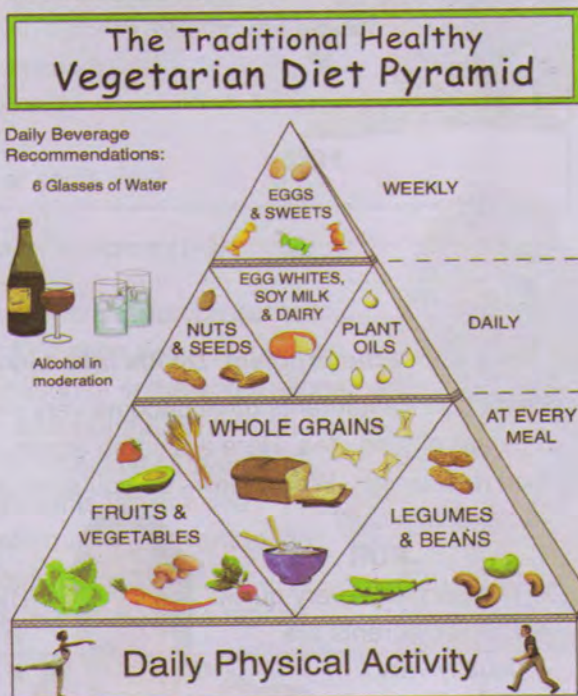 The Traditional Healthy
Vegetarian Diet Pyramid
Daily Beverage
Recommendations:
6 Glasses of Water
Alcohol in
moderation
EGGS
& SWEETS
WEEKLY
EGG WHITES,
SOY MILK
& DAIRY
NUTS
& SEEDS
PLANT
OILS
DAILY
WHOLE GRAINS
FRUITS &
VEGETABLES
LEGUMES
& BEANS
AT EVERY
MEAL
Daily Physical Activity